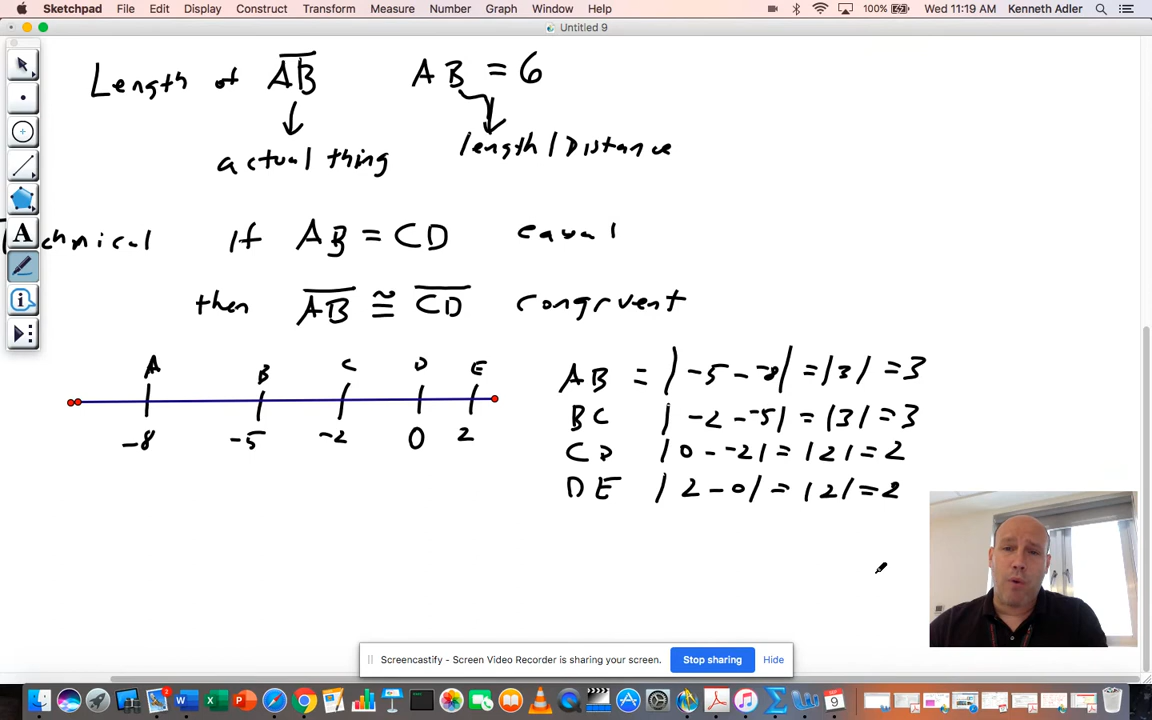 Sketchpad File Edit Display Construct Transform Measure Number Graph Window Help 100% Wed 11:19 AM Kenneth Adler
Untitled 9
Length of A̅B̅ AB = 6
actual thing length / Distance
chnical If AB = CD equal
then A̅B̅ ≅ C̅D̅ congruent
A B C D E
-8 -5 -2 0 2
AB = |-5 - -8| = |3| = 3
BC |-2 - -5| = |3| = 3
CD |0 - -2| = |2| = 2
DE |2 - 0| = |2| = 2
Screencastify - Screen Video Recorder is sharing your screen. Stop sharing Hide